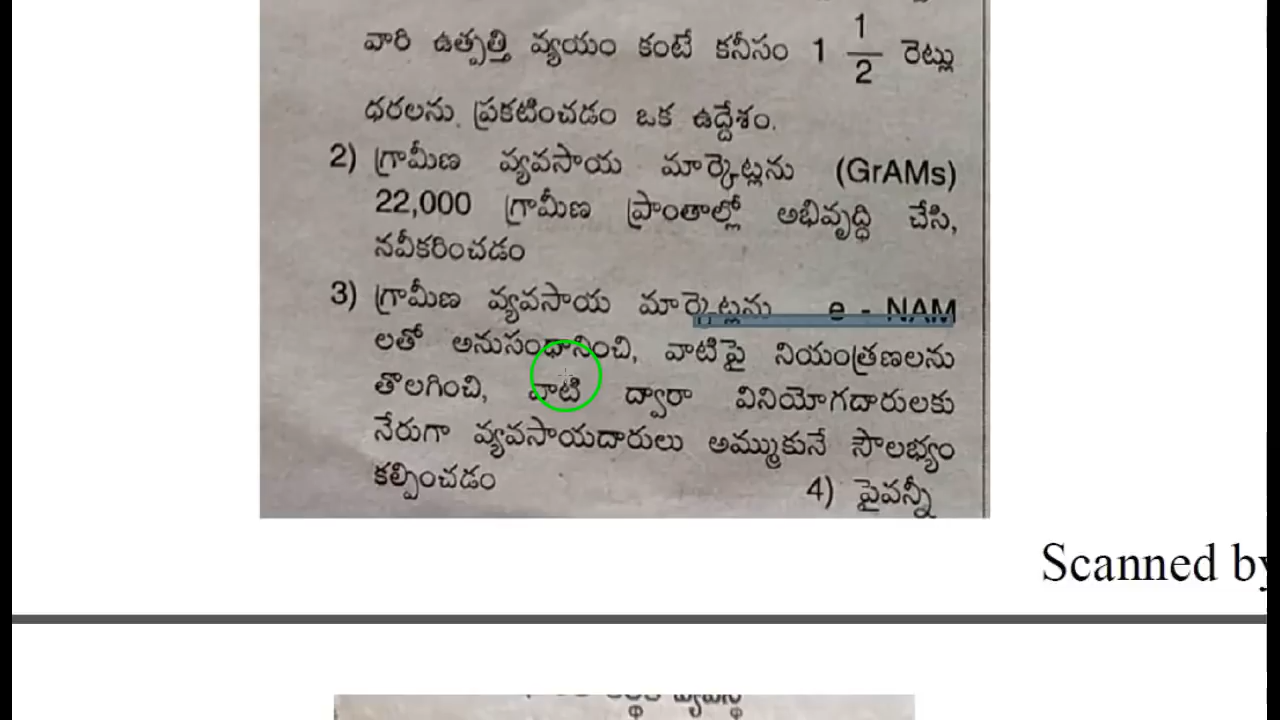 వారి ఉత్పత్తి వ్యయం కంటే కనీసం 1 1/2 రెట్లు
ధరలను ప్రకటించడం ఒక ఉద్దేశం.
2) గ్రామీణ వ్యవసాయ మార్కెట్లను (GrAMs)
22,000 గ్రామీణ ప్రాంతాల్లో అభివృద్ధి చేసి,
నవీకరించడం
3) గ్రామీణ వ్యవసాయ మార్కెట్లను e - NAM
లతో అనుసంధానించి, వాటిపై నియంత్రణలను
తొలగించి, వాటి ద్వారా వినియోగదారులకు
నేరుగా వ్యవసాయదారులు అమ్ముకునే సౌలభ్యం
కల్పించడం 4) పైవన్నీ
Scanned by